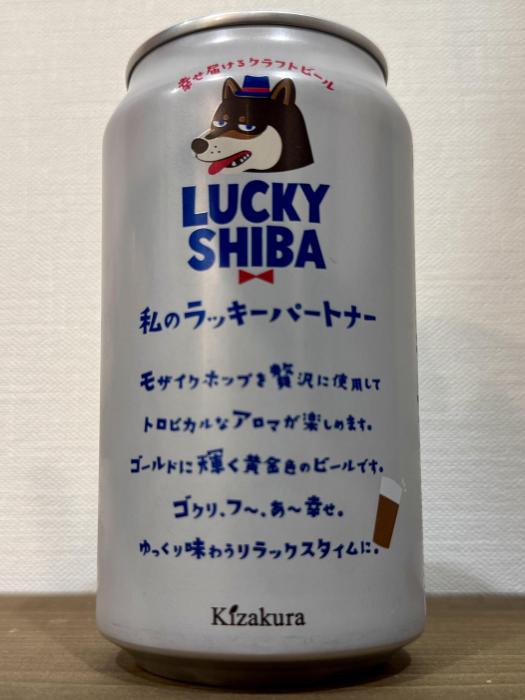 幸せ届けるクラフトビール
LUCKY
SHIBA
私のラッキーパートナー
モザイクホップを贅沢に使用して
トロピカルなアロマが楽しめます。
ゴールドに輝く黄金色のビールです。
ゴクリ、フ〜、あ〜幸せ。
ゆっくり味わうリラックスタイムに。
Kizakura